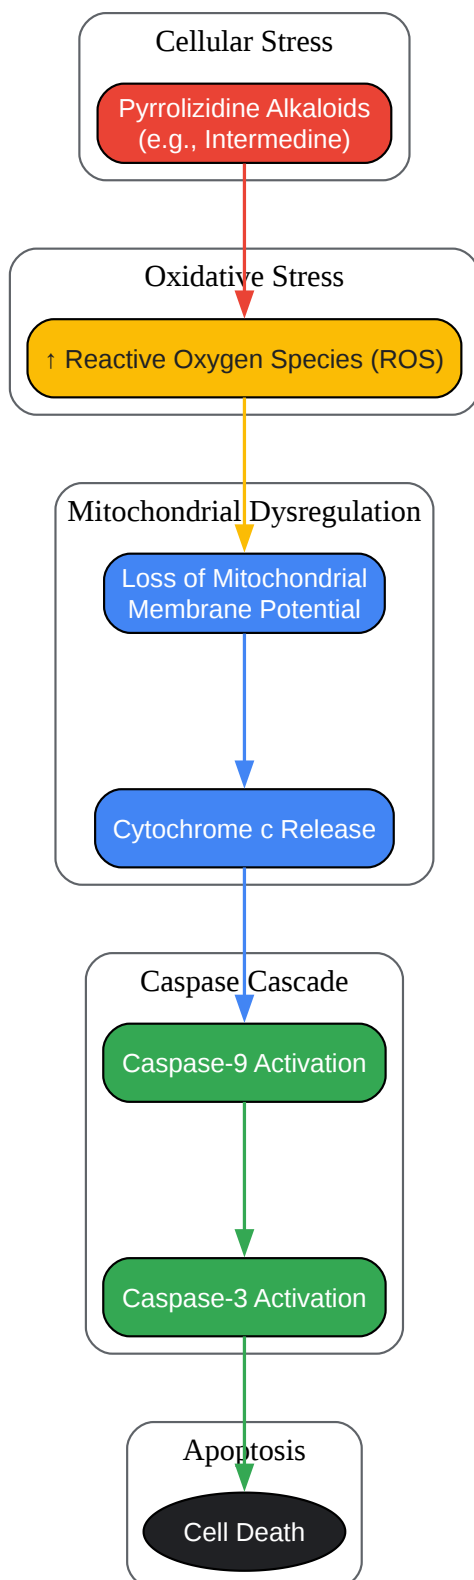 Cellular Stress
Pyrrolizidine Alkaloids
(e.g., Intermedine)
Oxidative Stress
↑ Reactive Oxygen Species (ROS)
Mitochondrial Dysregulation
Loss of Mitochondrial
Membrane Potential
Cytochrome c Release
Caspase Cascade
Caspase-9 Activation
Caspase-3 Activation
Apoptosis
Cell Death